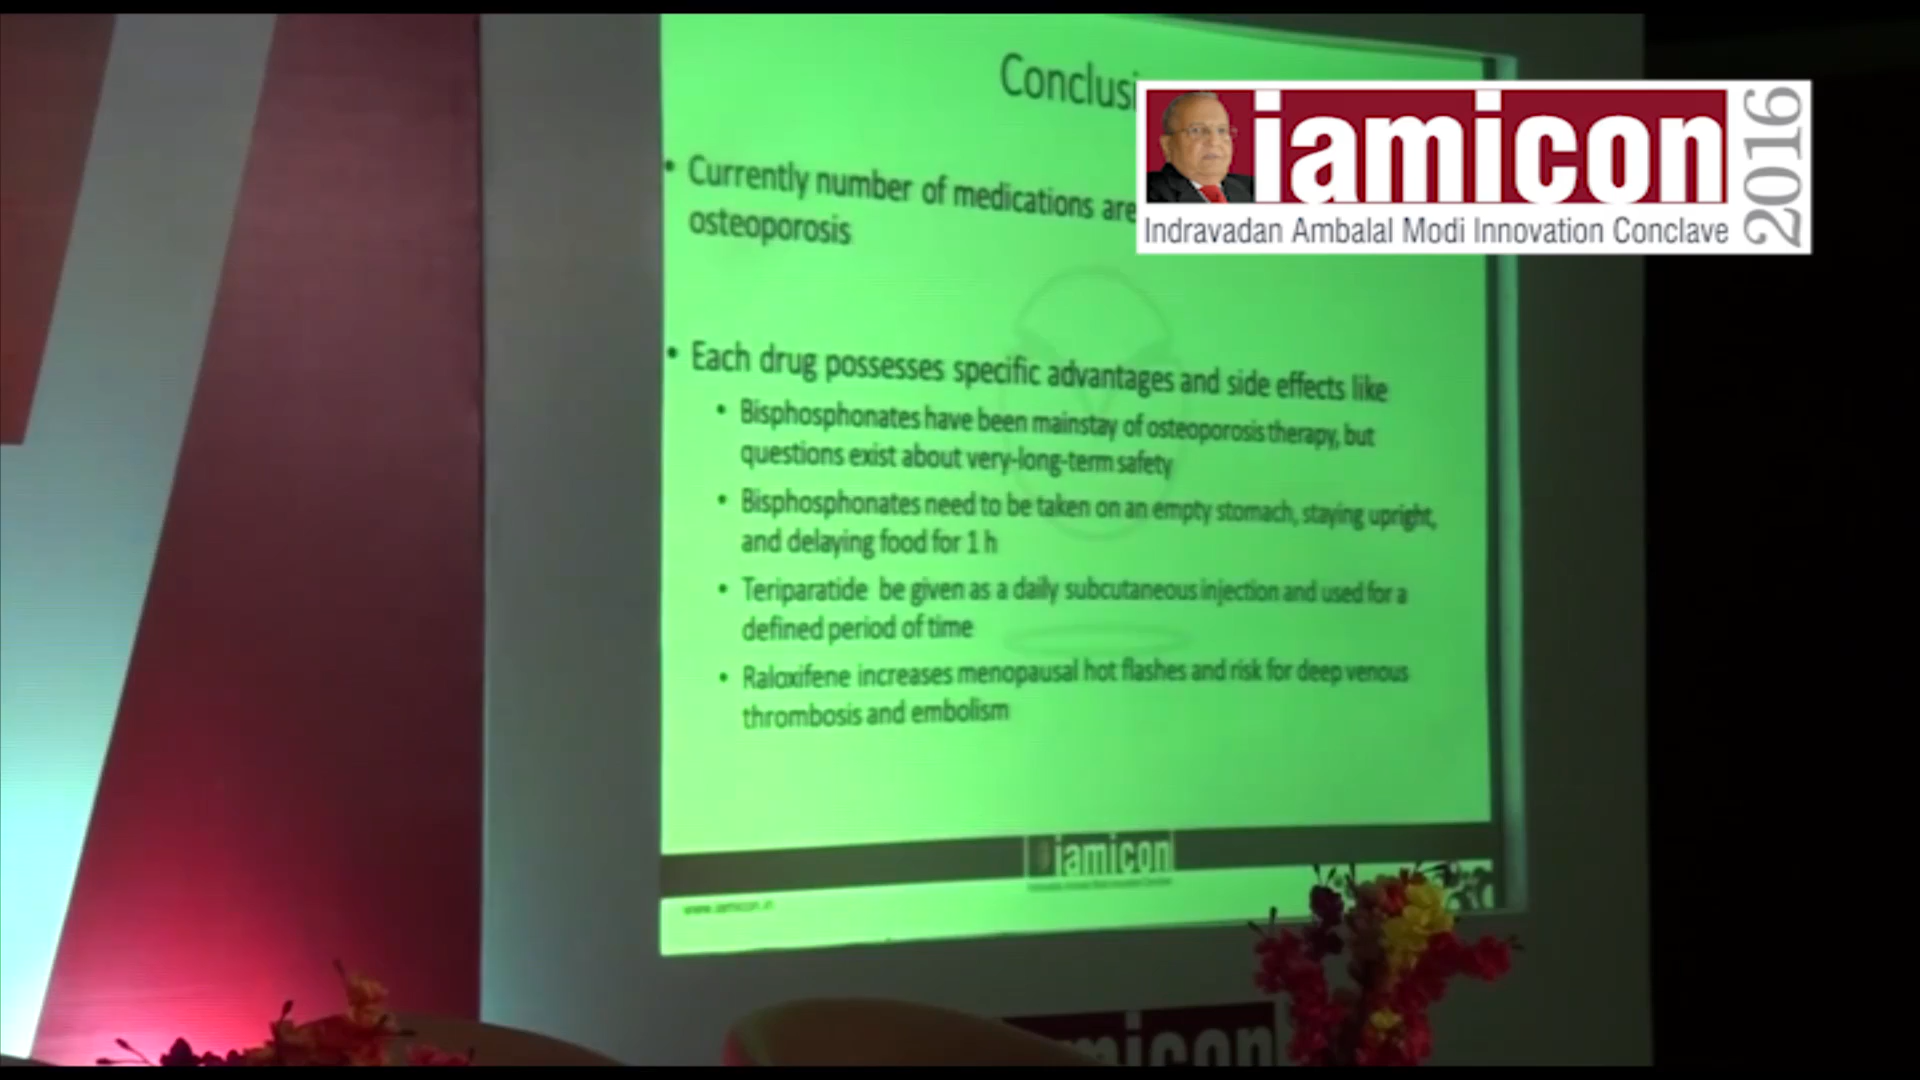 Conclusi
iamicon
2016
Indravadan Ambalal Modi Innovation Conclave
• Currently number of medications are
osteoporosis
• Each drug possesses specific advantages and side effects like
• Bisphosphonates have been mainstay of osteoporosis therapy, but
questions exist about very-long-term safety
• Bisphosphonates need to be taken on an empty stomach, staying upright,
and delaying food for 1 h
• Teriparatide be given as a daily subcutaneous injection and used for a
defined period of time
• Raloxifene increases menopausal hot flashes and risk for deep venous
thrombosis and embolism
iamicon
www.iamicon.in
micon